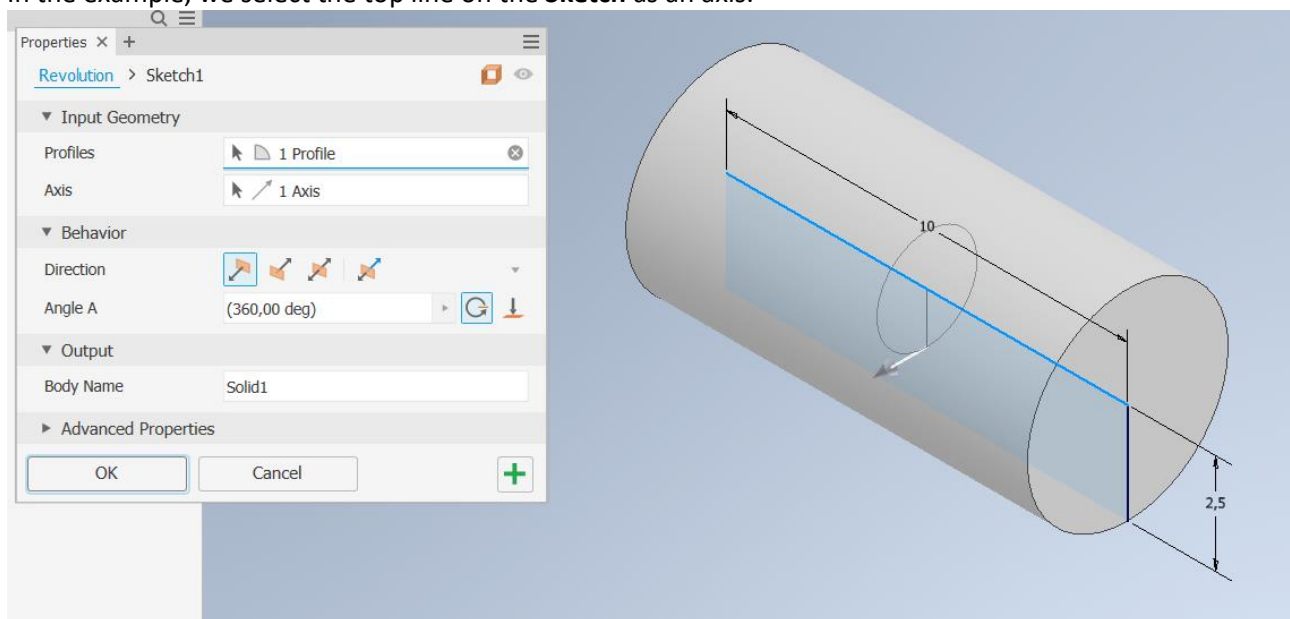 In the example, we select the top line on the Sketch as an axis.
Properties × +
Revolution > Sketch1
Input Geometry
Profiles 1 Profile
Axis 1 Axis
Behavior
Direction
Angle A (360,00 deg)
Output
Body Name Solid1
Advanced Properties
OK Cancel
10
2,5